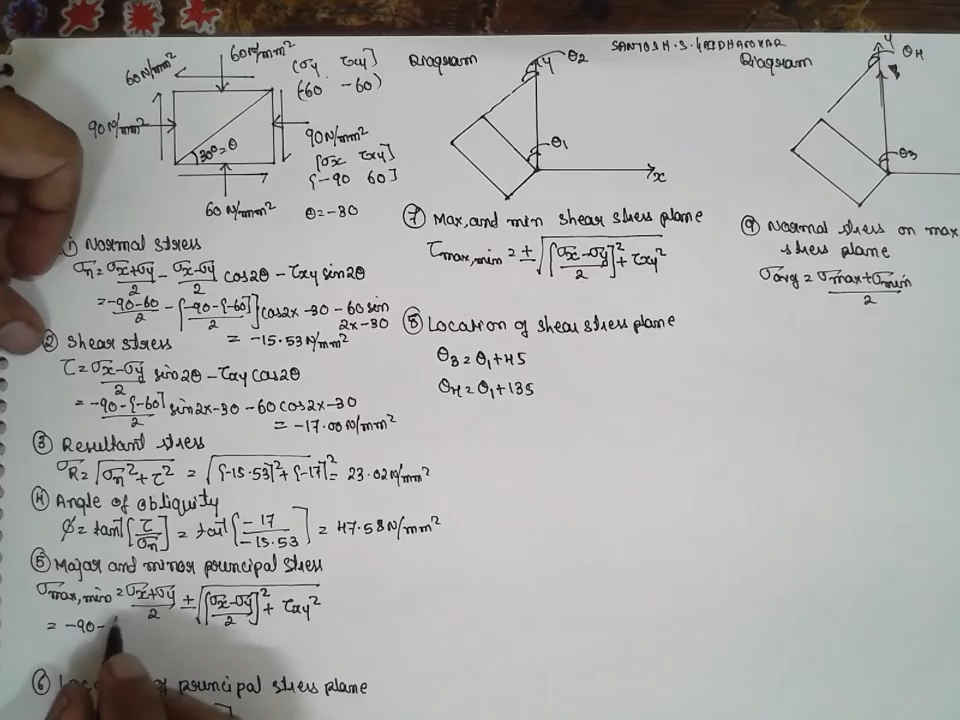 60 N/mm²
60N/mm²
(σy τxy]
(60 -60)
90 N/mm²
30° = θ
90 N/mm²
[σx τxy]
[-90 60]
60 N/mm²
θ = -30
① Normal stress
σn = σx+σy/2 - σx-σy/2 cos2θ - τxy sin2θ
= -90-60/2 - [-90-(-60)/2] cos2x-30 - 60 sin 2x-30
= -15.53 N/mm²
② Shear stress
τ = σx-σy/2 sin2θ - τxy cos2θ
= -90-(-60)/2 sin2x-30 - 60 cos2x-30
= -17.00 N/mm²
③ Resultant stress
σR = √σn²+τ² = √(-15.53)²+(-17)² = 23.02 N/mm²
④ Angle of obliquity
φ = tan⁻¹[τ/σn] = tan⁻¹[-17/-15.53] = 47.58 N/mm²
⑤ Major and minor principal stress
σmax,min = σx+σy/2 ± √[σx-σy/2]² + τxy²
= -90-
⑥ of principal stress plane
Diagram
y
θ2
θ1
x
⑦ Max, and min shear stress plane
τmax,min = ± √[σx-σy/2]² + τxy²
⑧ Location of shear stress plane
θ3 = θ1+45
θ4 = θ1+135
SANTOSH.S.
Diagram
y
θ4
θ3
⑨ Normal stress on max
stress plane
σavg = σmax+σmin/2